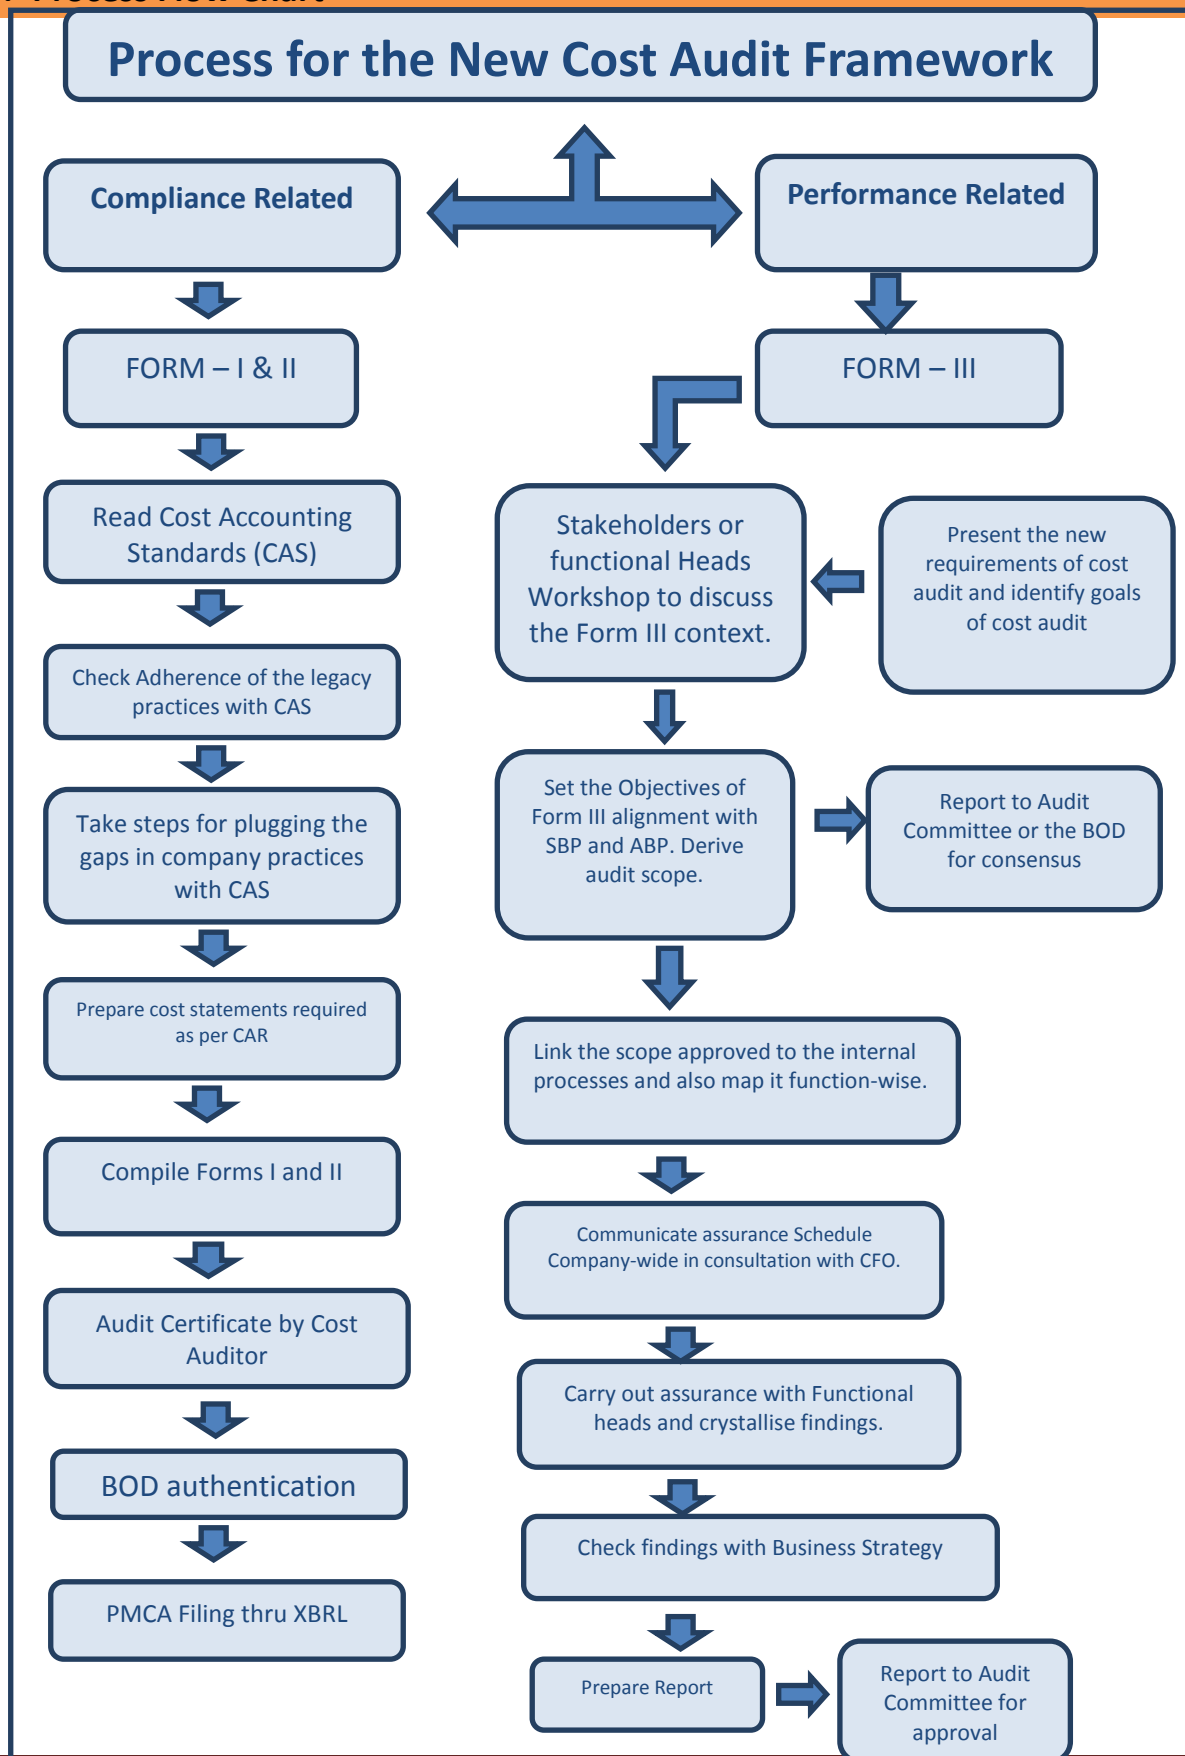 Process Flow Chart
Process for the New Cost Audit Framework
Compliance Related
Performance Related
FORM – I & II
FORM – III
Read Cost Accounting
Standards (CAS)
Stakeholders or
functional Heads
Workshop to discuss
the Form III context.
Present the new
requirements of cost
audit and identify goals
of cost audit
Check Adherence of the legacy
practices with CAS
Take steps for plugging the
gaps in company practices
with CAS
Set the Objectives of
Form III alignment with
SBP and ABP. Derive
audit scope.
Report to Audit
Committee or the BOD
for consensus
Prepare cost statements required
as per CAR
Link the scope approved to the internal
processes and also map it function-wise.
Compile Forms I and II
Communicate assurance Schedule
Company-wide in consultation with CFO.
Audit Certificate by Cost
Auditor
Carry out assurance with Functional
heads and crystallise findings.
BOD authentication
Check findings with Business Strategy
PMCA Filing thru XBRL
Prepare Report
Report to Audit
Committee for
approval